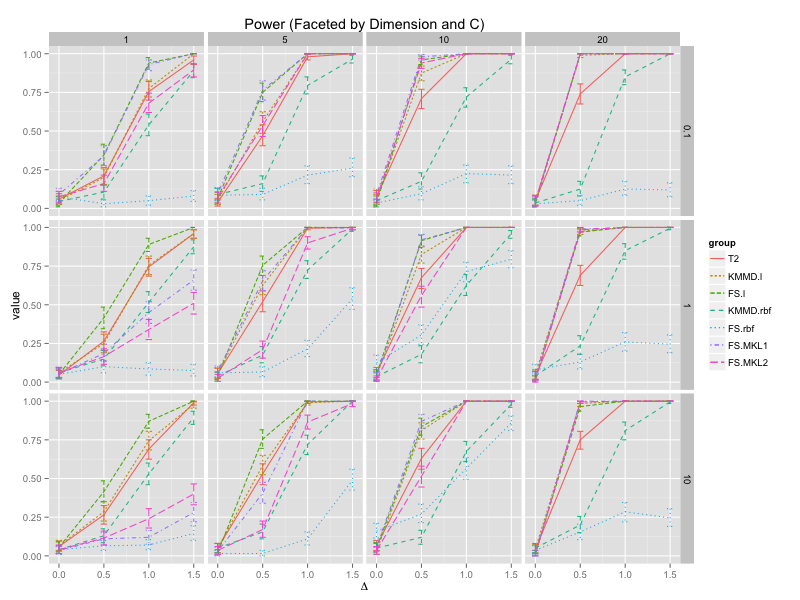 Power (Faceted by Dimension and C)
1 5 10 20
1.00
0.75
0.50
0.25
0.00
0.1
1.00
0.75
0.50
0.25
0.00
1
1.00
0.75
0.50
0.25
0.00
10
value
0.0 0.5 1.0 1.5 0.0 0.5 1.0 1.5 0.0 0.5 1.0 1.5 0.0 0.5 1.0 1.5
Δ
group
T2
KMMD.l
FS.l
KMMD.rbf
FS.rbf
FS.MKL1
FS.MKL2